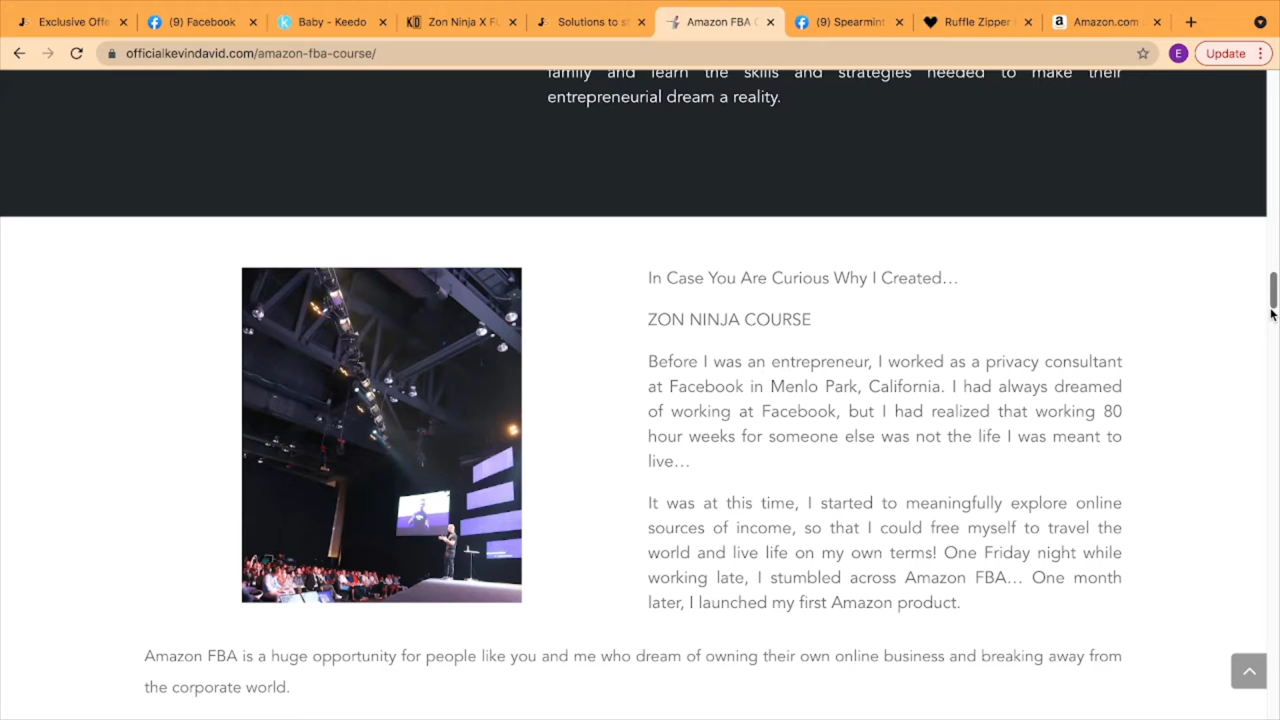 Exclusive Offe
(9) Facebook
Baby - Keedo
Zon Ninja X FU
Solutions to st
Amazon FBA C
(9) Spearmint
Ruffle Zipper
Amazon.com
officialkevindavid.com/amazon-fba-course/
E
Update
family and learn the skills and strategies needed to make their
entrepreneurial dream a reality.
In Case You Are Curious Why I Created…
ZON NINJA COURSE
Before I was an entrepreneur, I worked as a privacy consultant
at Facebook in Menlo Park, California. I had always dreamed
of working at Facebook, but I had realized that working 80
hour weeks for someone else was not the life I was meant to
live…
It was at this time, I started to meaningfully explore online
sources of income, so that I could free myself to travel the
world and live life on my own terms! One Friday night while
working late, I stumbled across Amazon FBA… One month
later, I launched my first Amazon product.
Amazon FBA is a huge opportunity for people like you and me who dream of owning their own online business and breaking away from
the corporate world.